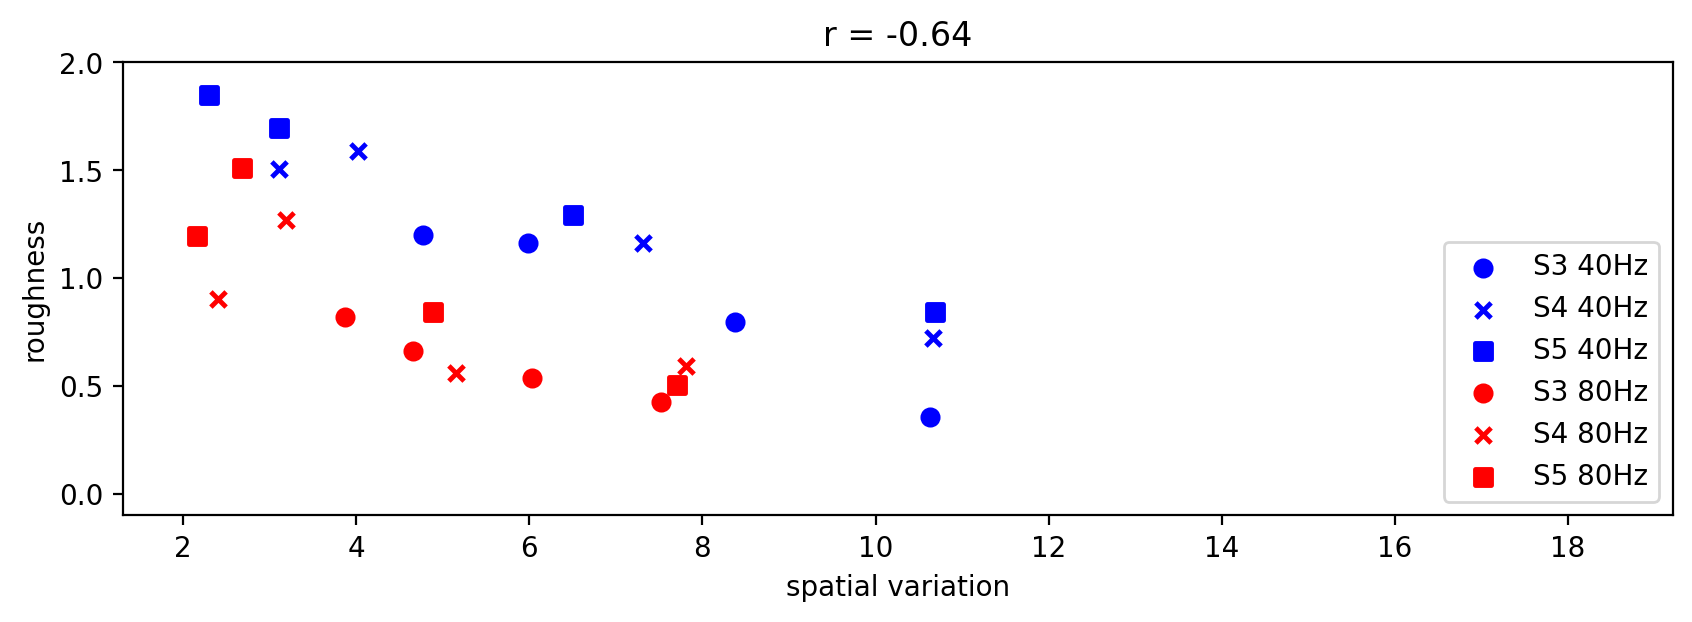 r = -0.64
roughness
2.0
1.5
1.0
0.5
0.0
S3 40Hz
S4 40Hz
S5 40Hz
S3 80Hz
S4 80Hz
S5 80Hz
2 4 6 8 10 12 14 16 18
spatial variation